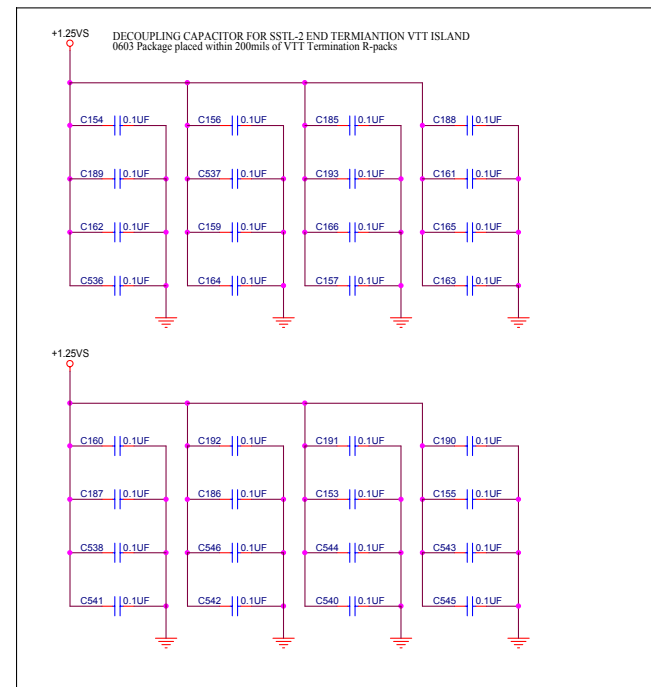 +1.25VS
DECOUPLING CAPACITOR FOR SSTL-2 END TERMIANTION VTT ISLAND
0603 Package placed within 200mils of VTT Termination R-packs
C154 0.1UF C156 0.1UF C185 0.1UF C188 0.1UF
C189 0.1UF C537 0.1UF C193 0.1UF C161 0.1UF
C162 0.1UF C159 0.1UF C166 0.1UF C165 0.1UF
C536 0.1UF C164 0.1UF C157 0.1UF C163 0.1UF
+1.25VS
C160 0.1UF C192 0.1UF C191 0.1UF C190 0.1UF
C187 0.1UF C186 0.1UF C153 0.1UF C155 0.1UF
C538 0.1UF C546 0.1UF C544 0.1UF C543 0.1UF
C541 0.1UF C542 0.1UF C540 0.1UF C545 0.1UF